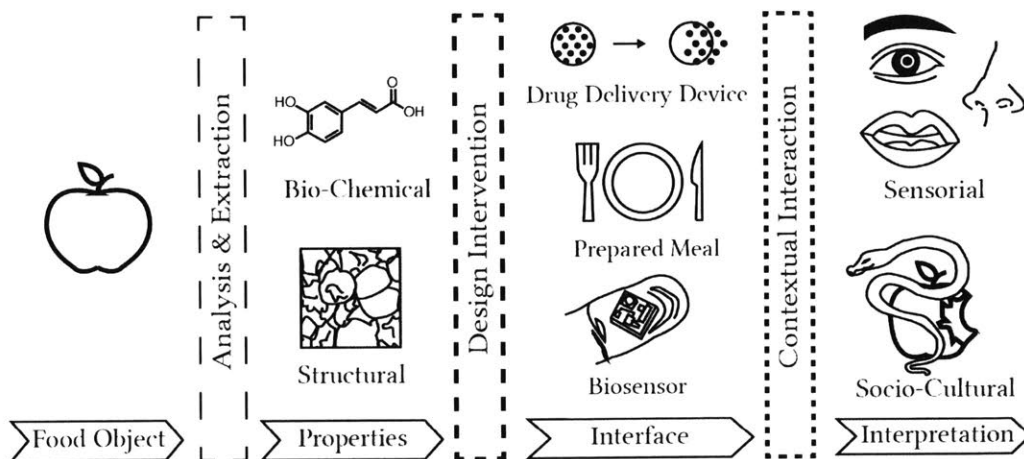 Food Object
Analysis & Extraction
HO
HO
O
OH
Bio-Chemical
Structural
Properties
Design Intervention
Drug Delivery Device
Prepared Meal
Biosensor
Interface
Contextual Interaction
Sensorial
Socio-Cultural
Interpretation